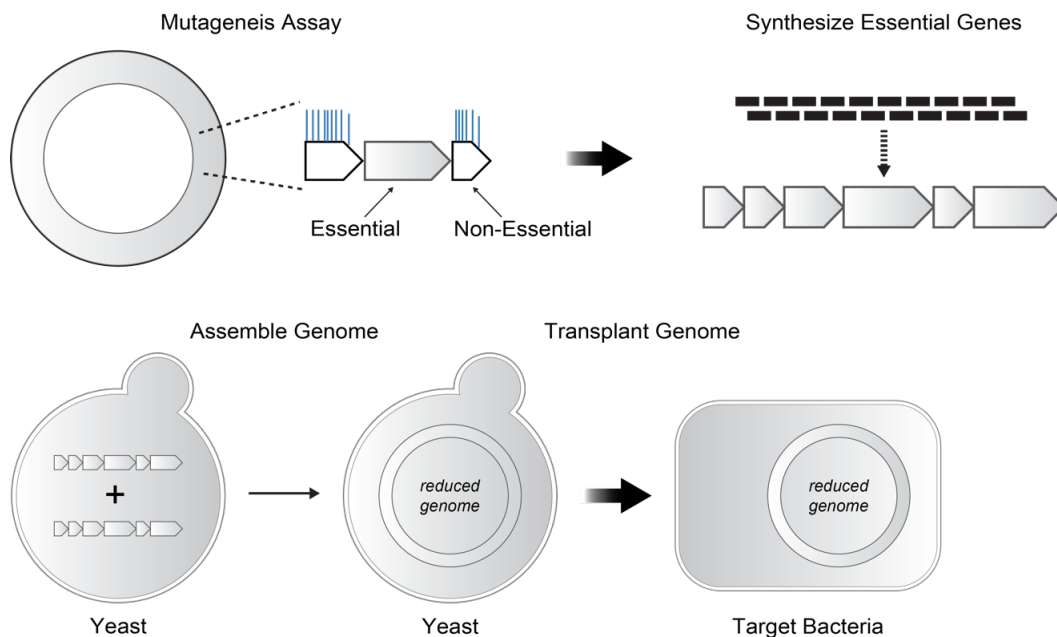 Mutageneis Assay
Synthesize Essential Genes
Essential
Non-Essential
Assemble Genome
Transplant Genome
+
reduced
genome
reduced
genome
Yeast
Yeast
Target Bacteria